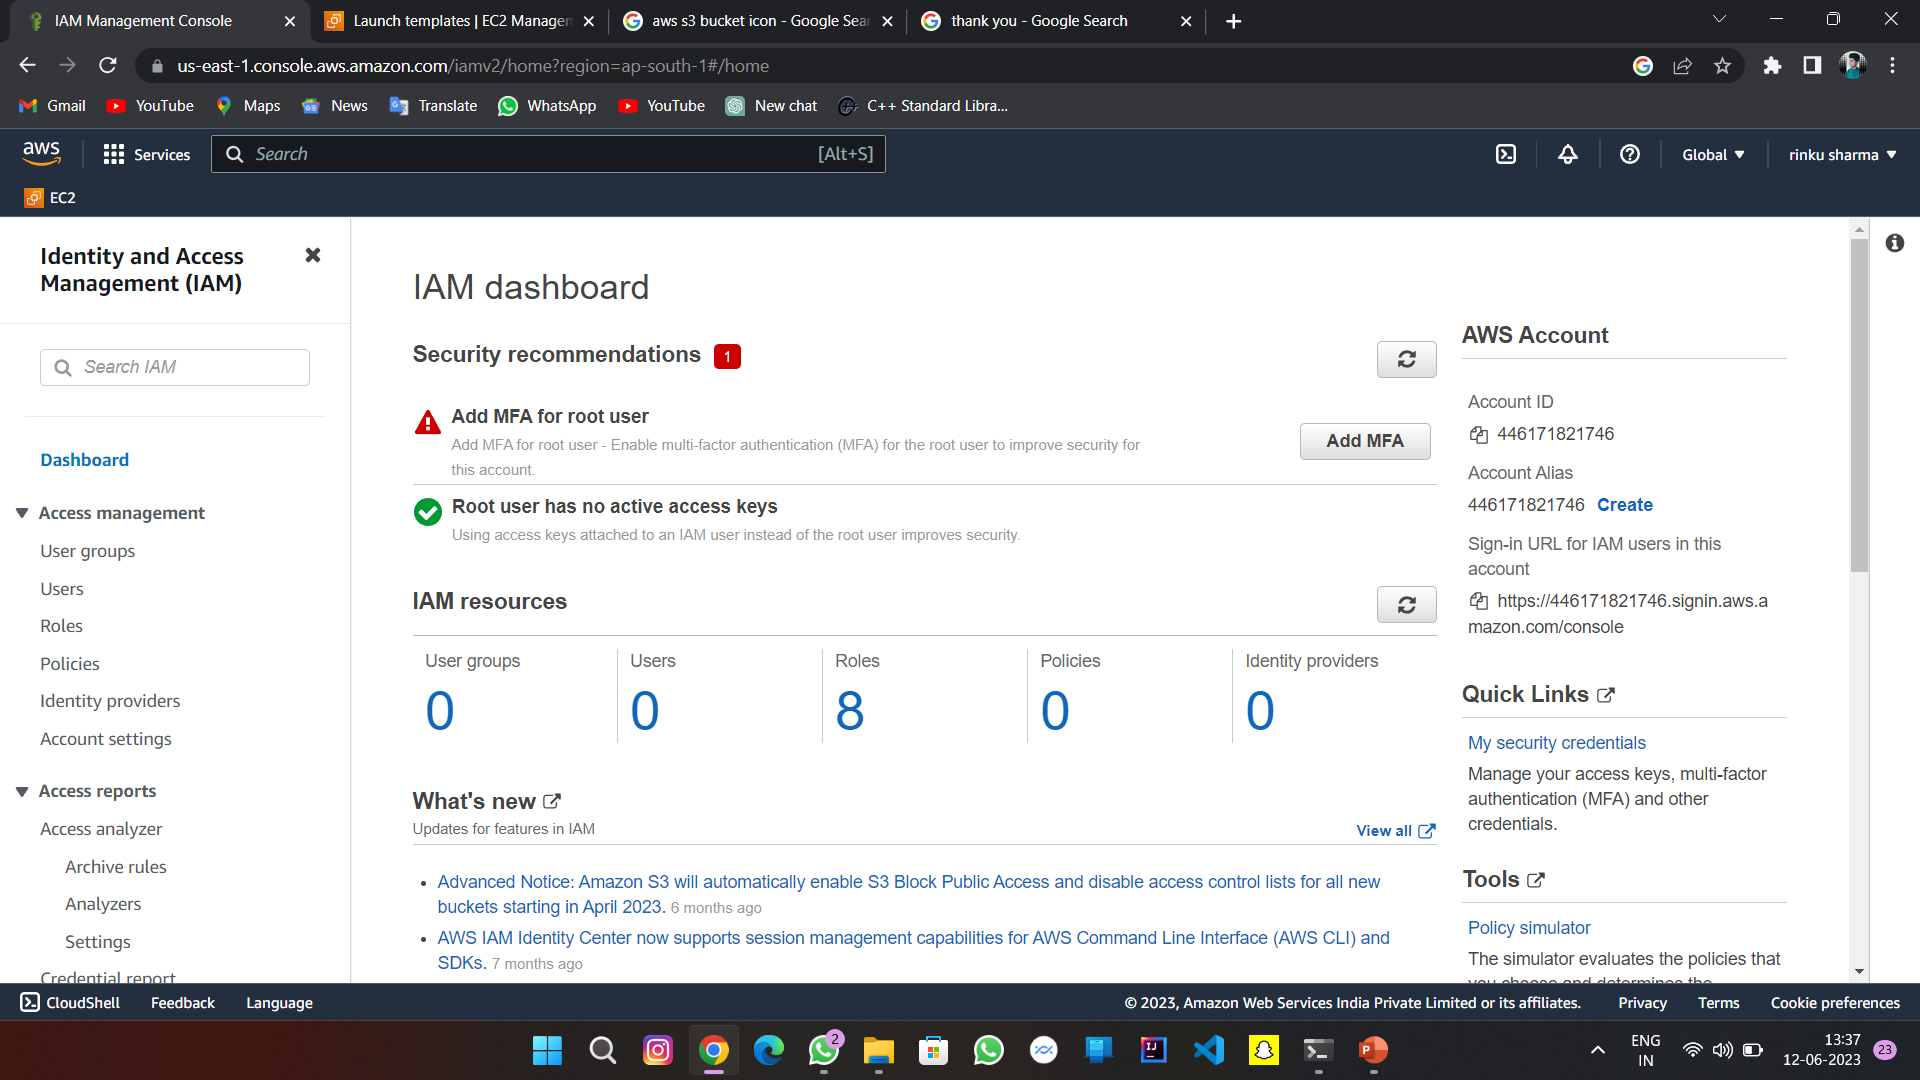 IAM Management Console
Launch templates | EC2 Managen
aws s3 bucket icon - Google Sear
thank you - Google Search
us-east-1.console.aws.amazon.com/iamv2/home?region=ap-south-1#/home
Gmail
YouTube
Maps
News
Translate
WhatsApp
YouTube
New chat
C++ Standard Libra...
aws
Services
Search
[Alt+S]
Global
rinku sharma
EC2
Identity and Access
Management (IAM)
Search IAM
Dashboard
Access management
User groups
Users
Roles
Policies
Identity providers
Account settings
Access reports
Access analyzer
Archive rules
Analyzers
Settings
Credential report
IAM dashboard
Security recommendations 1
Add MFA for root user
Add MFA for root user - Enable multi-factor authentication (MFA) for the root user to improve security for
this account.
Add MFA
Root user has no active access keys
Using access keys attached to an IAM user instead of the root user improves security.
IAM resources
User groups
0
Users
0
Roles
8
Policies
0
Identity providers
0
What's new
Updates for features in IAM
View all
Advanced Notice: Amazon S3 will automatically enable S3 Block Public Access and disable access control lists for all new
buckets starting in April 2023. 6 months ago
AWS IAM Identity Center now supports session management capabilities for AWS Command Line Interface (AWS CLI) and
SDKs. 7 months ago
AWS Account
Account ID
446171821746
Account Alias
446171821746 Create
Sign-in URL for IAM users in this
account
https://446171821746.signin.aws.a
mazon.com/console
Quick Links
My security credentials
Manage your access keys, multi-factor
authentication (MFA) and other
credentials.
Tools
Policy simulator
The simulator evaluates the policies that
you choose and determines the
CloudShell
Feedback
Language
© 2023, Amazon Web Services India Private Limited or its affiliates.
Privacy
Terms
Cookie preferences
2
IJ
P
ENG
IN
13:37
12-06-2023
23